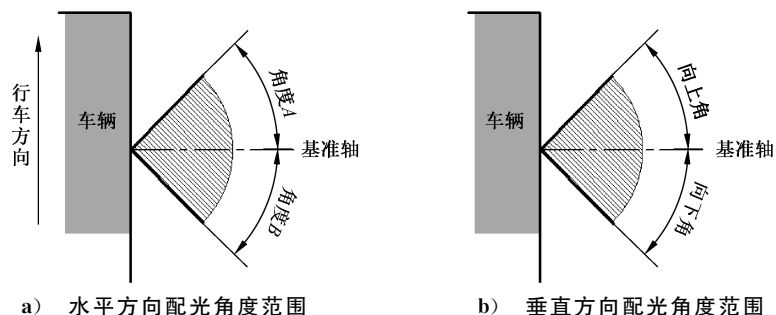 行车方向
车辆
角度A
基准轴
角度B
a) 水平方向配光角度范围
车辆
向上角
基准轴
向下角
b) 垂直方向配光角度范围